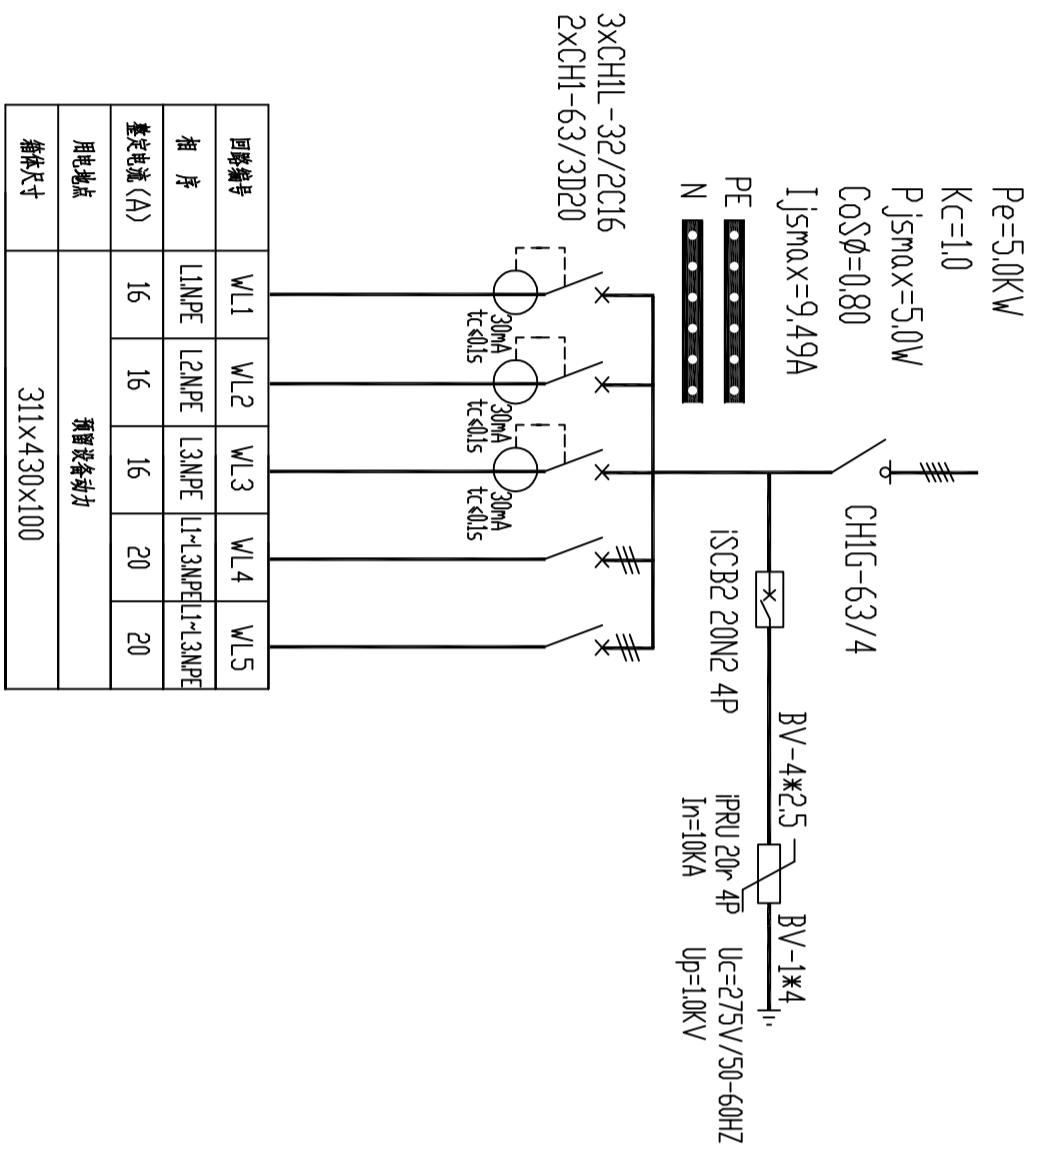 Pe=5.0KW
Kc=1.0
Pjsmax=5.0W
CoSø=0.80
Ijsmax=9.49A
CH1G-63/4
PE
N
iSCB2 20N2 4P
BV-4*2.5
BV-1*4
iPRU 20r 4P
In=10KA
Uc=275V/50-60HZ
Up=1.0KV
3xCH1L-32/2C16
2xCH1-63/3D20
30mA
tc≤0.1s
30mA
tc≤0.1s
30mA
tc≤0.1s
回路编号 WL1 WL2 WL3 WL4 WL5
相 序 L1.N.PE L2.N.PE L3.N.PE L1~L3.N.PE L1~L3.N.PE
整定电流(A) 16 16 16 20 20
用电地点 预留设备动力
箱体尺寸 311x430x100